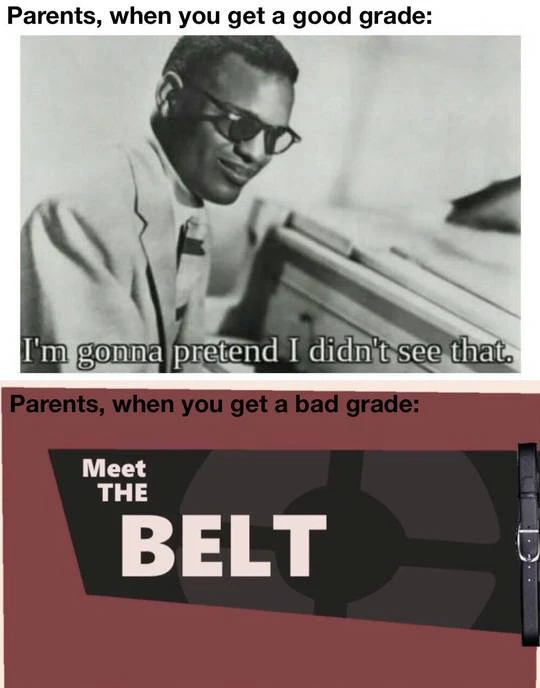 Parents, when you get a good grade:
I'm gonna pretend I didn't see that.
Parents, when you get a bad grade:
Meet
THE
BELT